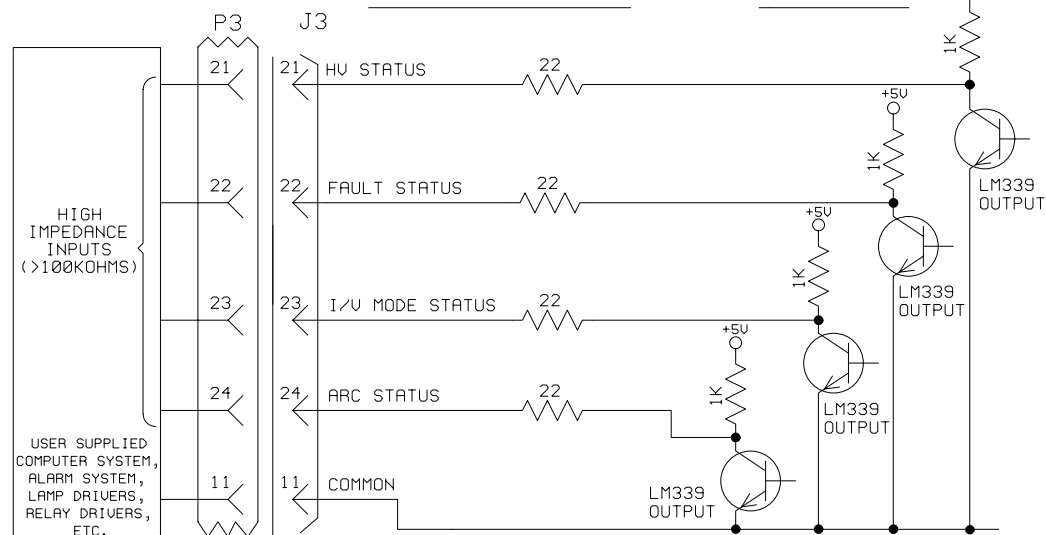 P3
J3
21
21
HV STATUS
22
1K
+5V
1K
LM339
OUTPUT
22
22
FAULT STATUS
22
HIGH
IMPEDANCE
INPUTS
(>100KOHMS)
+5V
1K
LM339
OUTPUT
23
23
I/V MODE STATUS
22
+5V
1K
LM339
OUTPUT
24
24
ARC STATUS
22
USER SUPPLIED
COMPUTER SYSTEM,
ALARM SYSTEM,
LAMP DRIVERS,
RELAY DRIVERS,
ETC.
11
11
COMMON
LM339
OUTPUT